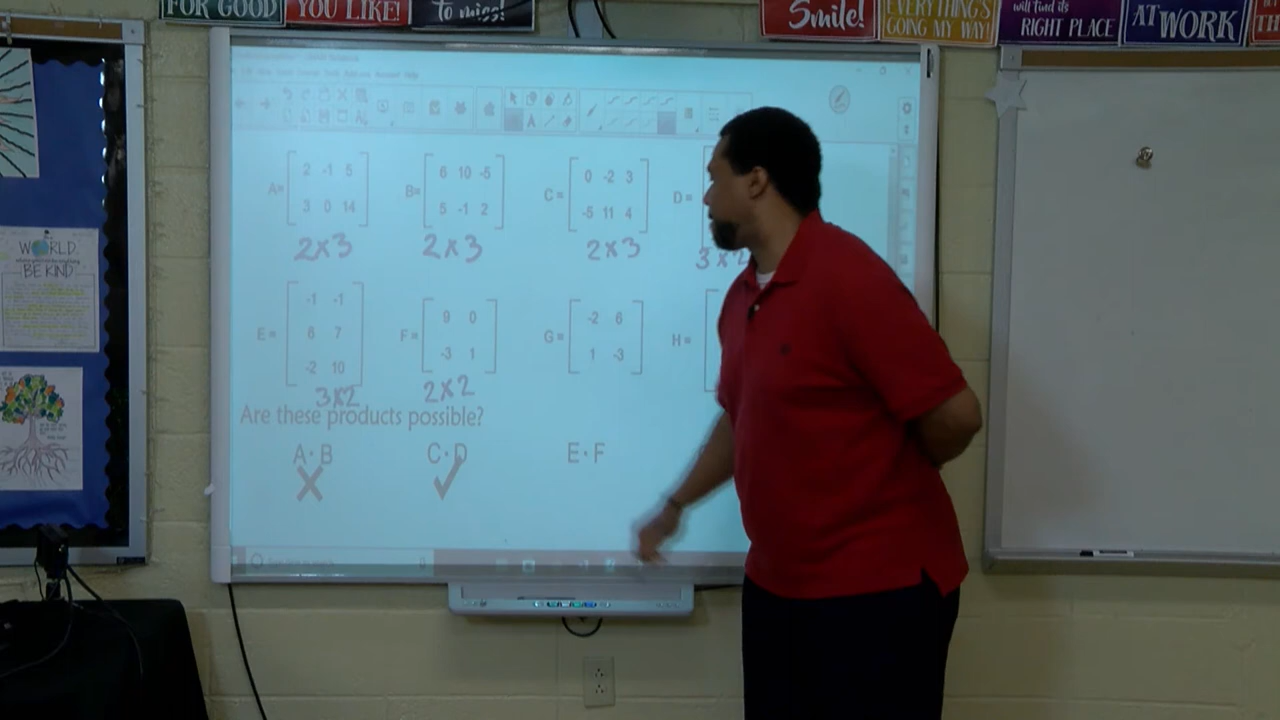 FOR GOOD
YOU LIKE!
to miss!
Smile!
EVERYTHING'S
GOING MY WAY
will find its
RIGHT PLACE
AT WORK
WORLD
BE KIND
A= 2 -1 5 B= 6 10 -5 C= 0 -2 3 D=
3 0 14 5 -1 2 -5 11 4
2x3 2x3 2x3 3x2
E= -1 -1 F= 9 0 G= -2 6 H=
6 7 -3 1 1 -3
-2 10
3x2 2x2
Are these products possible?
A·B C·D E·F
X ✓